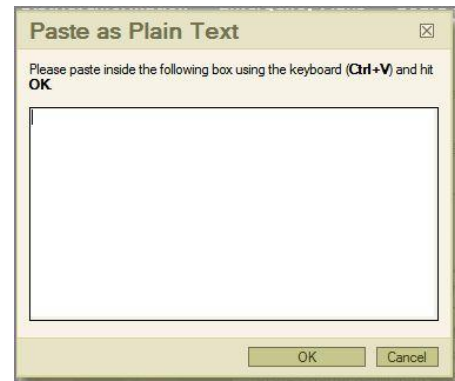 Paste as Plain Text
Please paste inside the following box using the keyboard (Ctrl+V) and hit
OK.
OK
Cancel